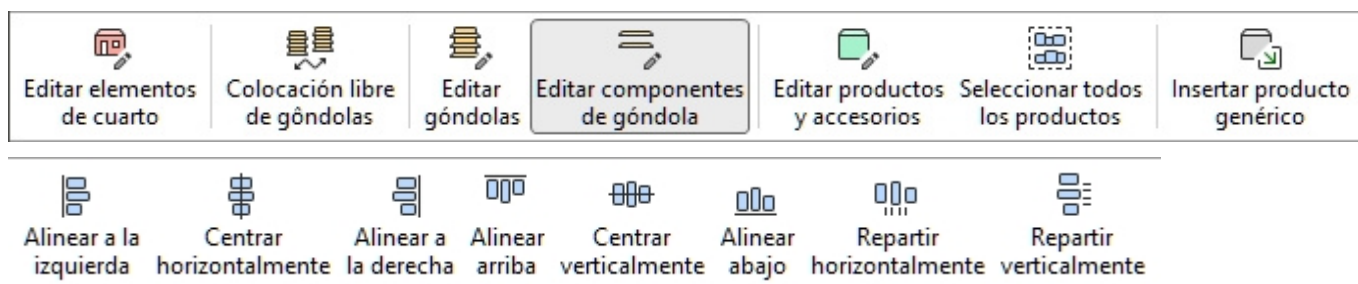 Editar elementos de cuarto
Colocación libre de gôndolas
Editar góndolas
Editar componentes de góndola
Editar productos y accesorios
Seleccionar todos los productos
Insertar producto genérico
Alinear a la izquierda
Centrar horizontalmente
Alinear a la derecha
Alinear arriba
Centrar verticalmente
Alinear abajo
Repartir horizontalmente
Repartir verticalmente